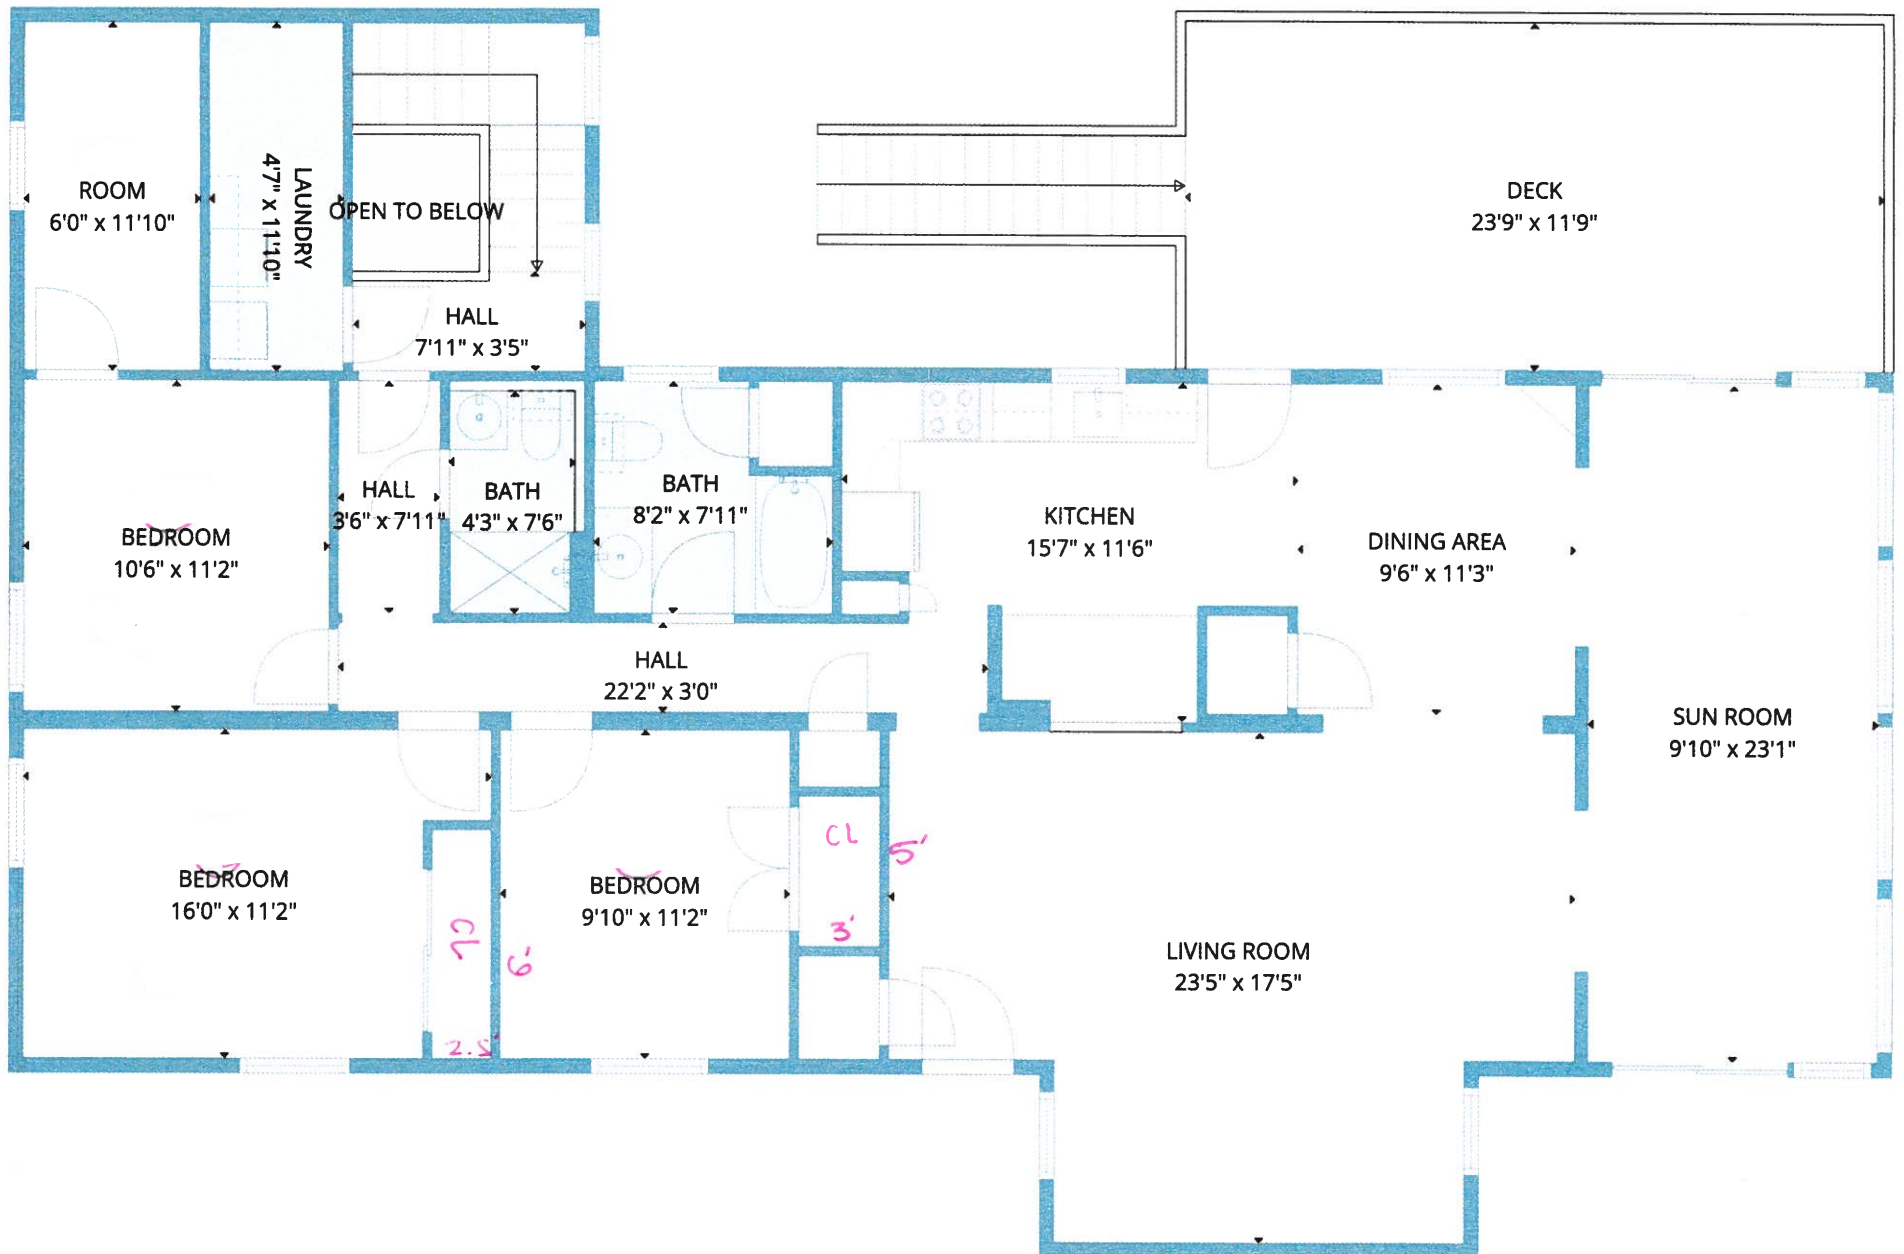 ROOM
6'0" x 11'10"
LAUNDRY
4'7" x 11'10"
OPEN TO BELOW
HALL
7'11" x 3'5"
DECK
23'9" x 11'9"
BEDROOM
10'6" x 11'2"
HALL
3'6" x 7'11"
BATH
4'3" x 7'6"
BATH
8'2" x 7'11"
KITCHEN
15'7" x 11'6"
DINING AREA
9'6" x 11'3"
HALL
22'2" x 3'0"
SUN ROOM
9'10" x 23'1"
BEDROOM
16'0" x 11'2"
CL
6'
2.5'
BEDROOM
9'10" x 11'2"
CL
5'
3'
LIVING ROOM
23'5" x 17'5"